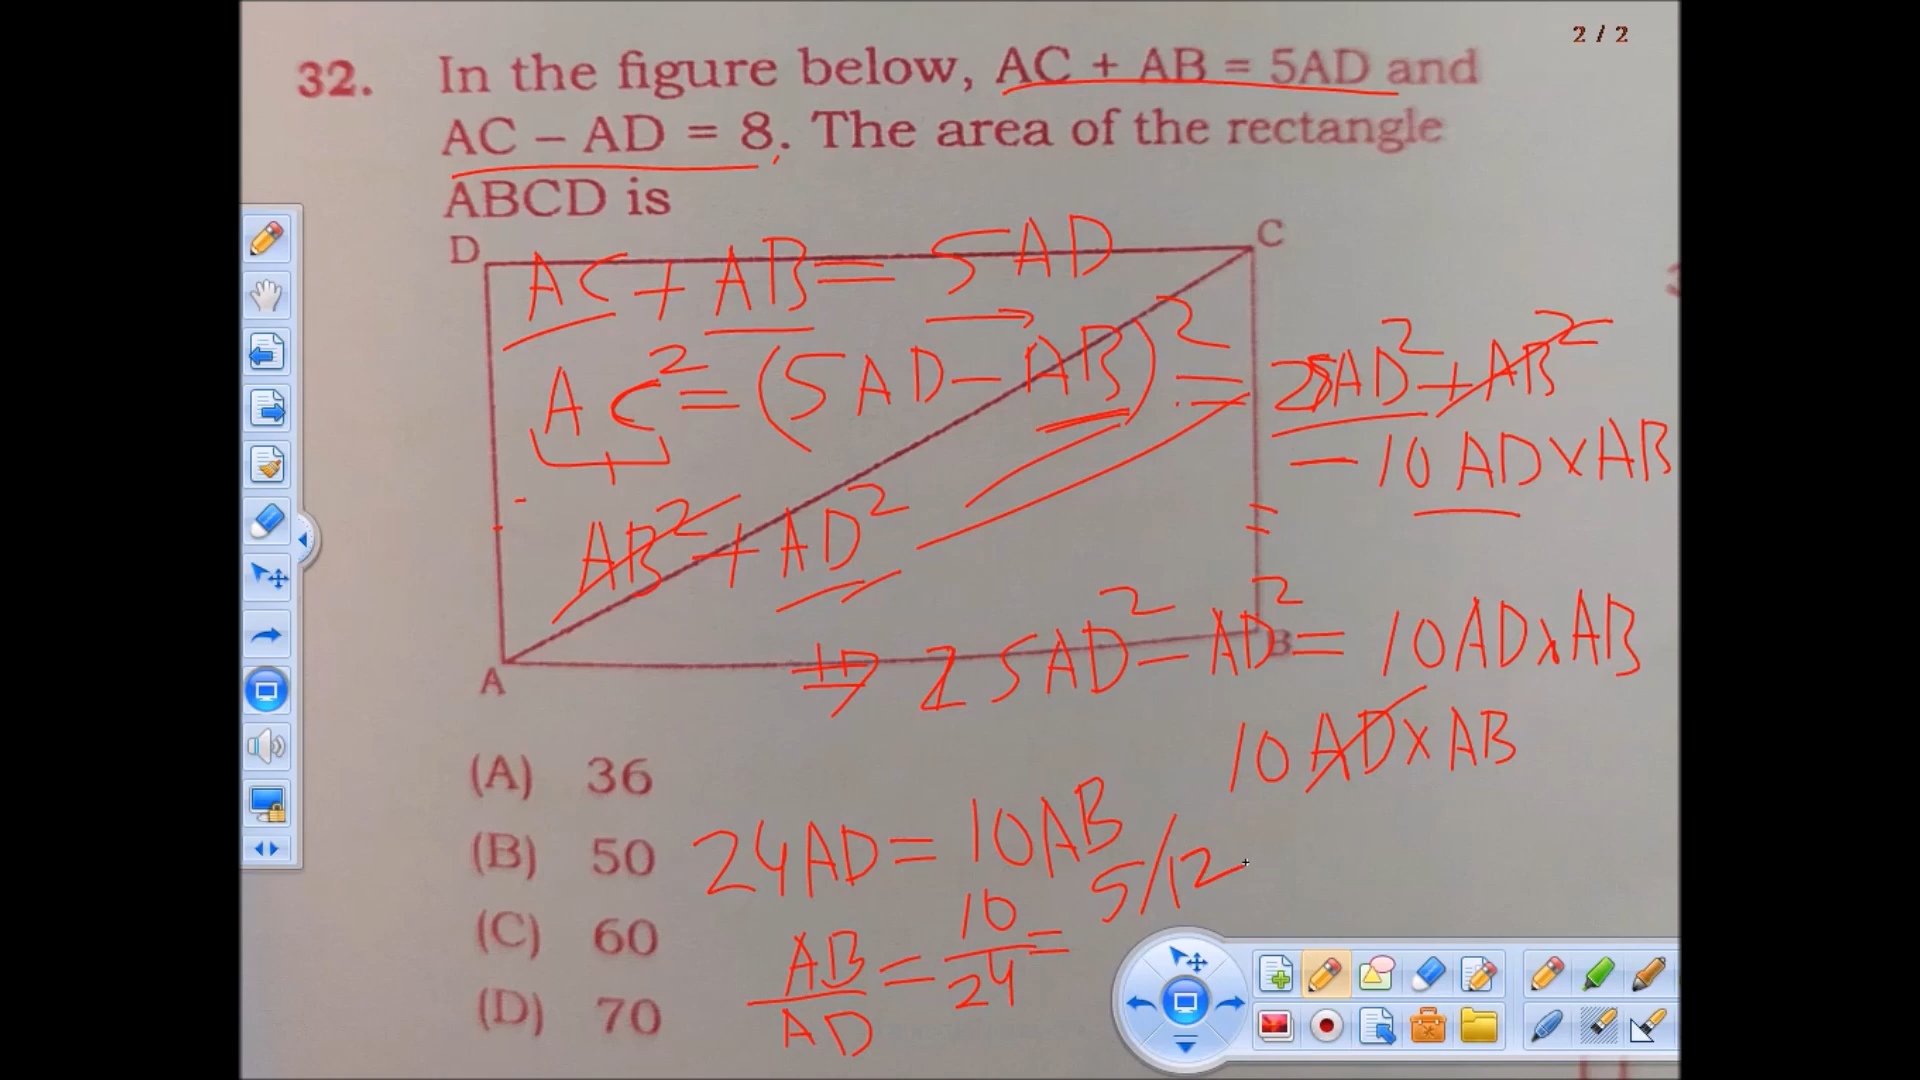 2 / 2
32. In the figure below, AC + AB = 5AD and
AC – AD = 8. The area of the rectangle
ABCD is
D
C
AC + AB = 5AD
AC² = (5AD – AB)² = 25AD² + AB²
– 10 AD×AB
AB² + AD²
=
B
A
⇒ 25AD² – AD² = 10AD×AB
10AD×AB
(A) 36
(B) 50
(C) 60
(D) 70
24AD = 10AB
AB/AD = 10/24 = 5/12